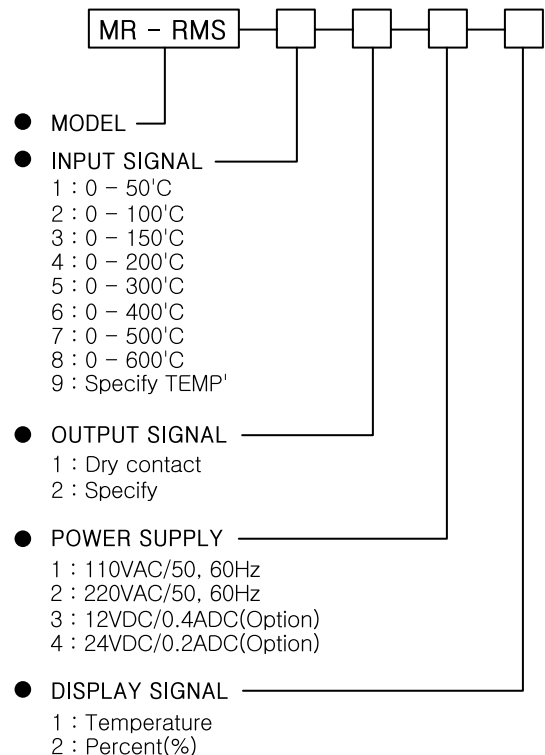 MR - RMS
● MODEL
● INPUT SIGNAL
1 : 0 - 50'C
2 : 0 - 100'C
3 : 0 - 150'C
4 : 0 - 200'C
5 : 0 - 300'C
6 : 0 - 400'C
7 : 0 - 500'C
8 : 0 - 600'C
9 : Specify TEMP'
● OUTPUT SIGNAL
1 : Dry contact
2 : Specify
● POWER SUPPLY
1 : 110VAC/50, 60Hz
2 : 220VAC/50, 60Hz
3 : 12VDC/0.4ADC(Option)
4 : 24VDC/0.2ADC(Option)
● DISPLAY SIGNAL
1 : Temperature
2 : Percent(%)